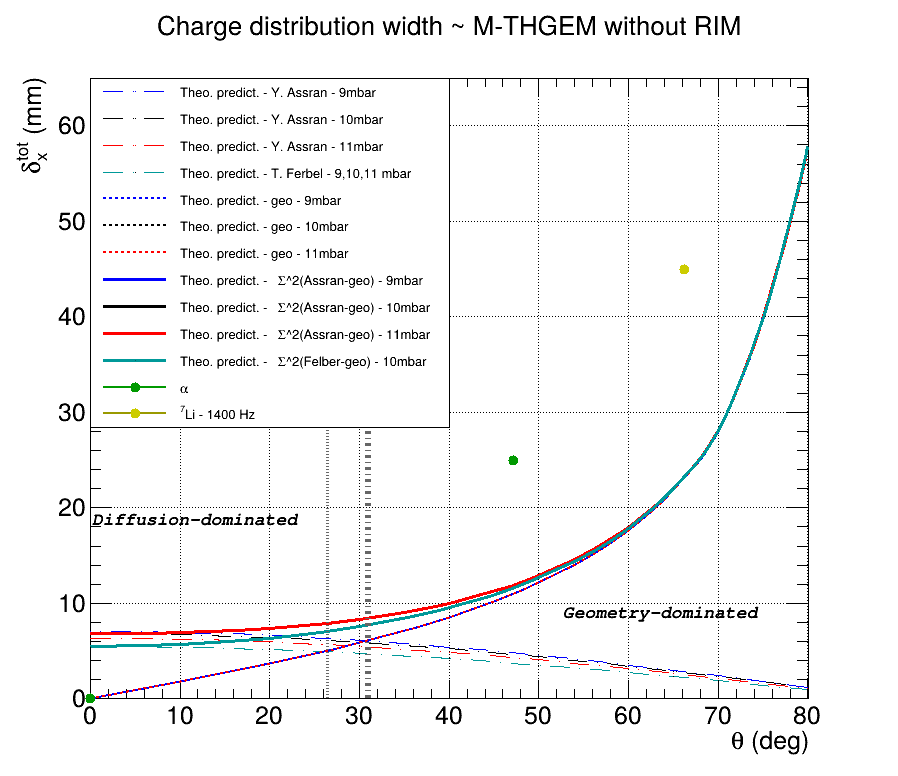 Charge distribution width ~ M-THGEM without RIM
δₓᵗᵒᵗ (mm)
Theo. predict. - Y. Assran - 9mbar
Theo. predict. - Y. Assran - 10mbar
Theo. predict. - Y. Assran - 11mbar
Theo. predict. - T. Ferbel - 9,10,11 mbar
Theo. predict. - geo - 9mbar
Theo. predict. - geo - 10mbar
Theo. predict. - geo - 11mbar
Theo. predict. - Σ^2(Assran-geo) - 9mbar
Theo. predict. - Σ^2(Assran-geo) - 10mbar
Theo. predict. - Σ^2(Assran-geo) - 11mbar
Theo. predict. - Σ^2(Felber-geo) - 10mbar
α
⁷Li - 1400 Hz
60
50
40
30
20
10
0
Diffusion-dominated
Geometry-dominated
0 10 20 30 40 50 60 70 80
θ (deg)